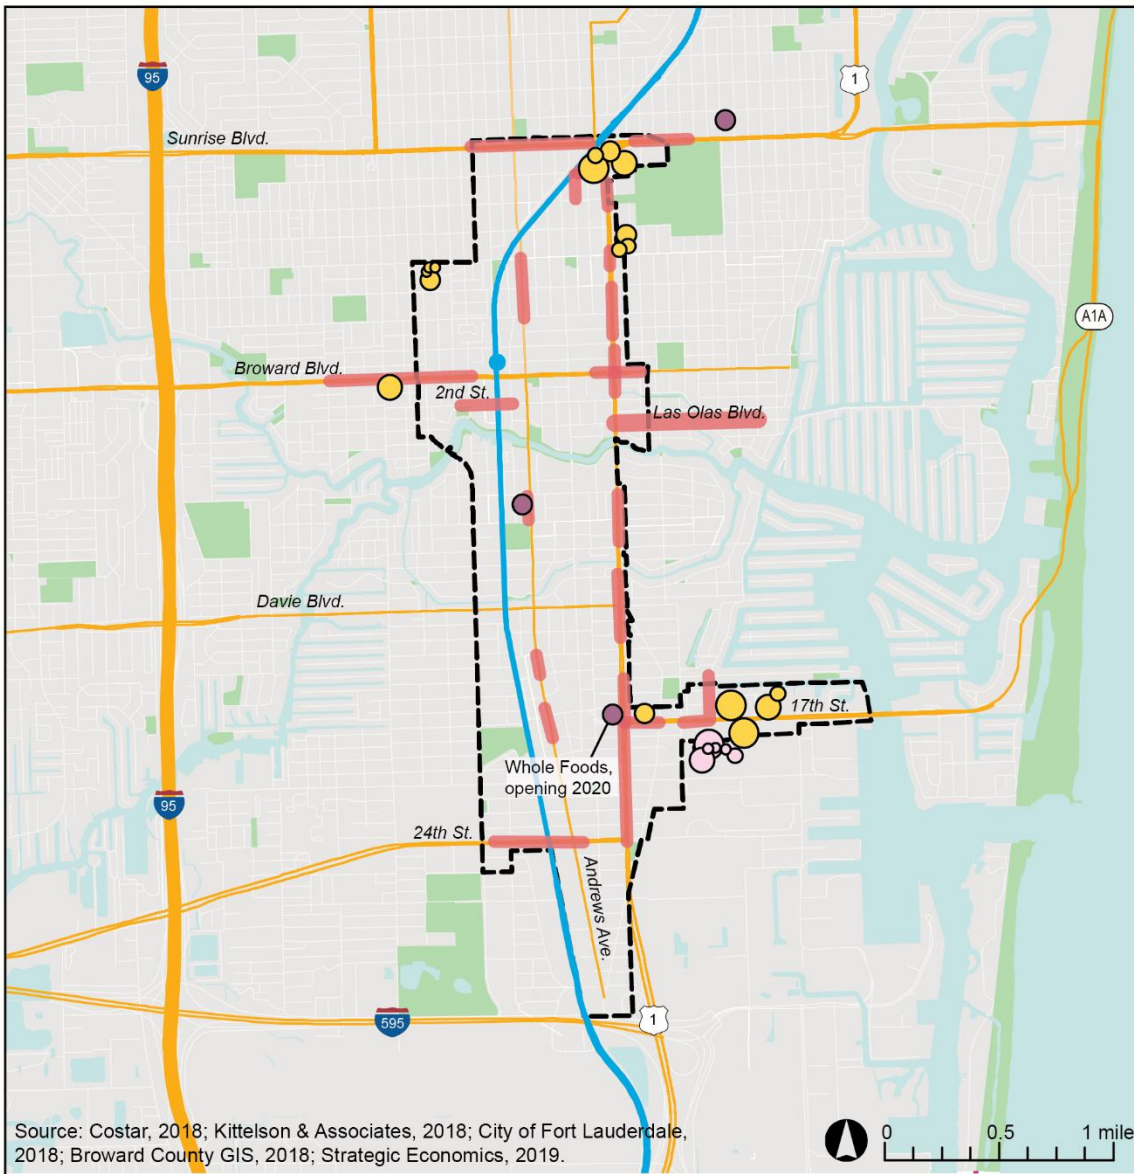 95
1
Sunrise Blvd.
A1A
Broward Blvd.
2nd St.
Las Olas Blvd.
Davie Blvd.
17th St.
Whole Foods,
opening 2020
95
24th St.
Andrews Ave.
595
1
Source: Costar, 2018; Kittelson & Associates, 2018; City of Fort Lauderdale,
2018; Broward County GIS, 2018; Strategic Economics, 2019.
0 0.5 1 mile